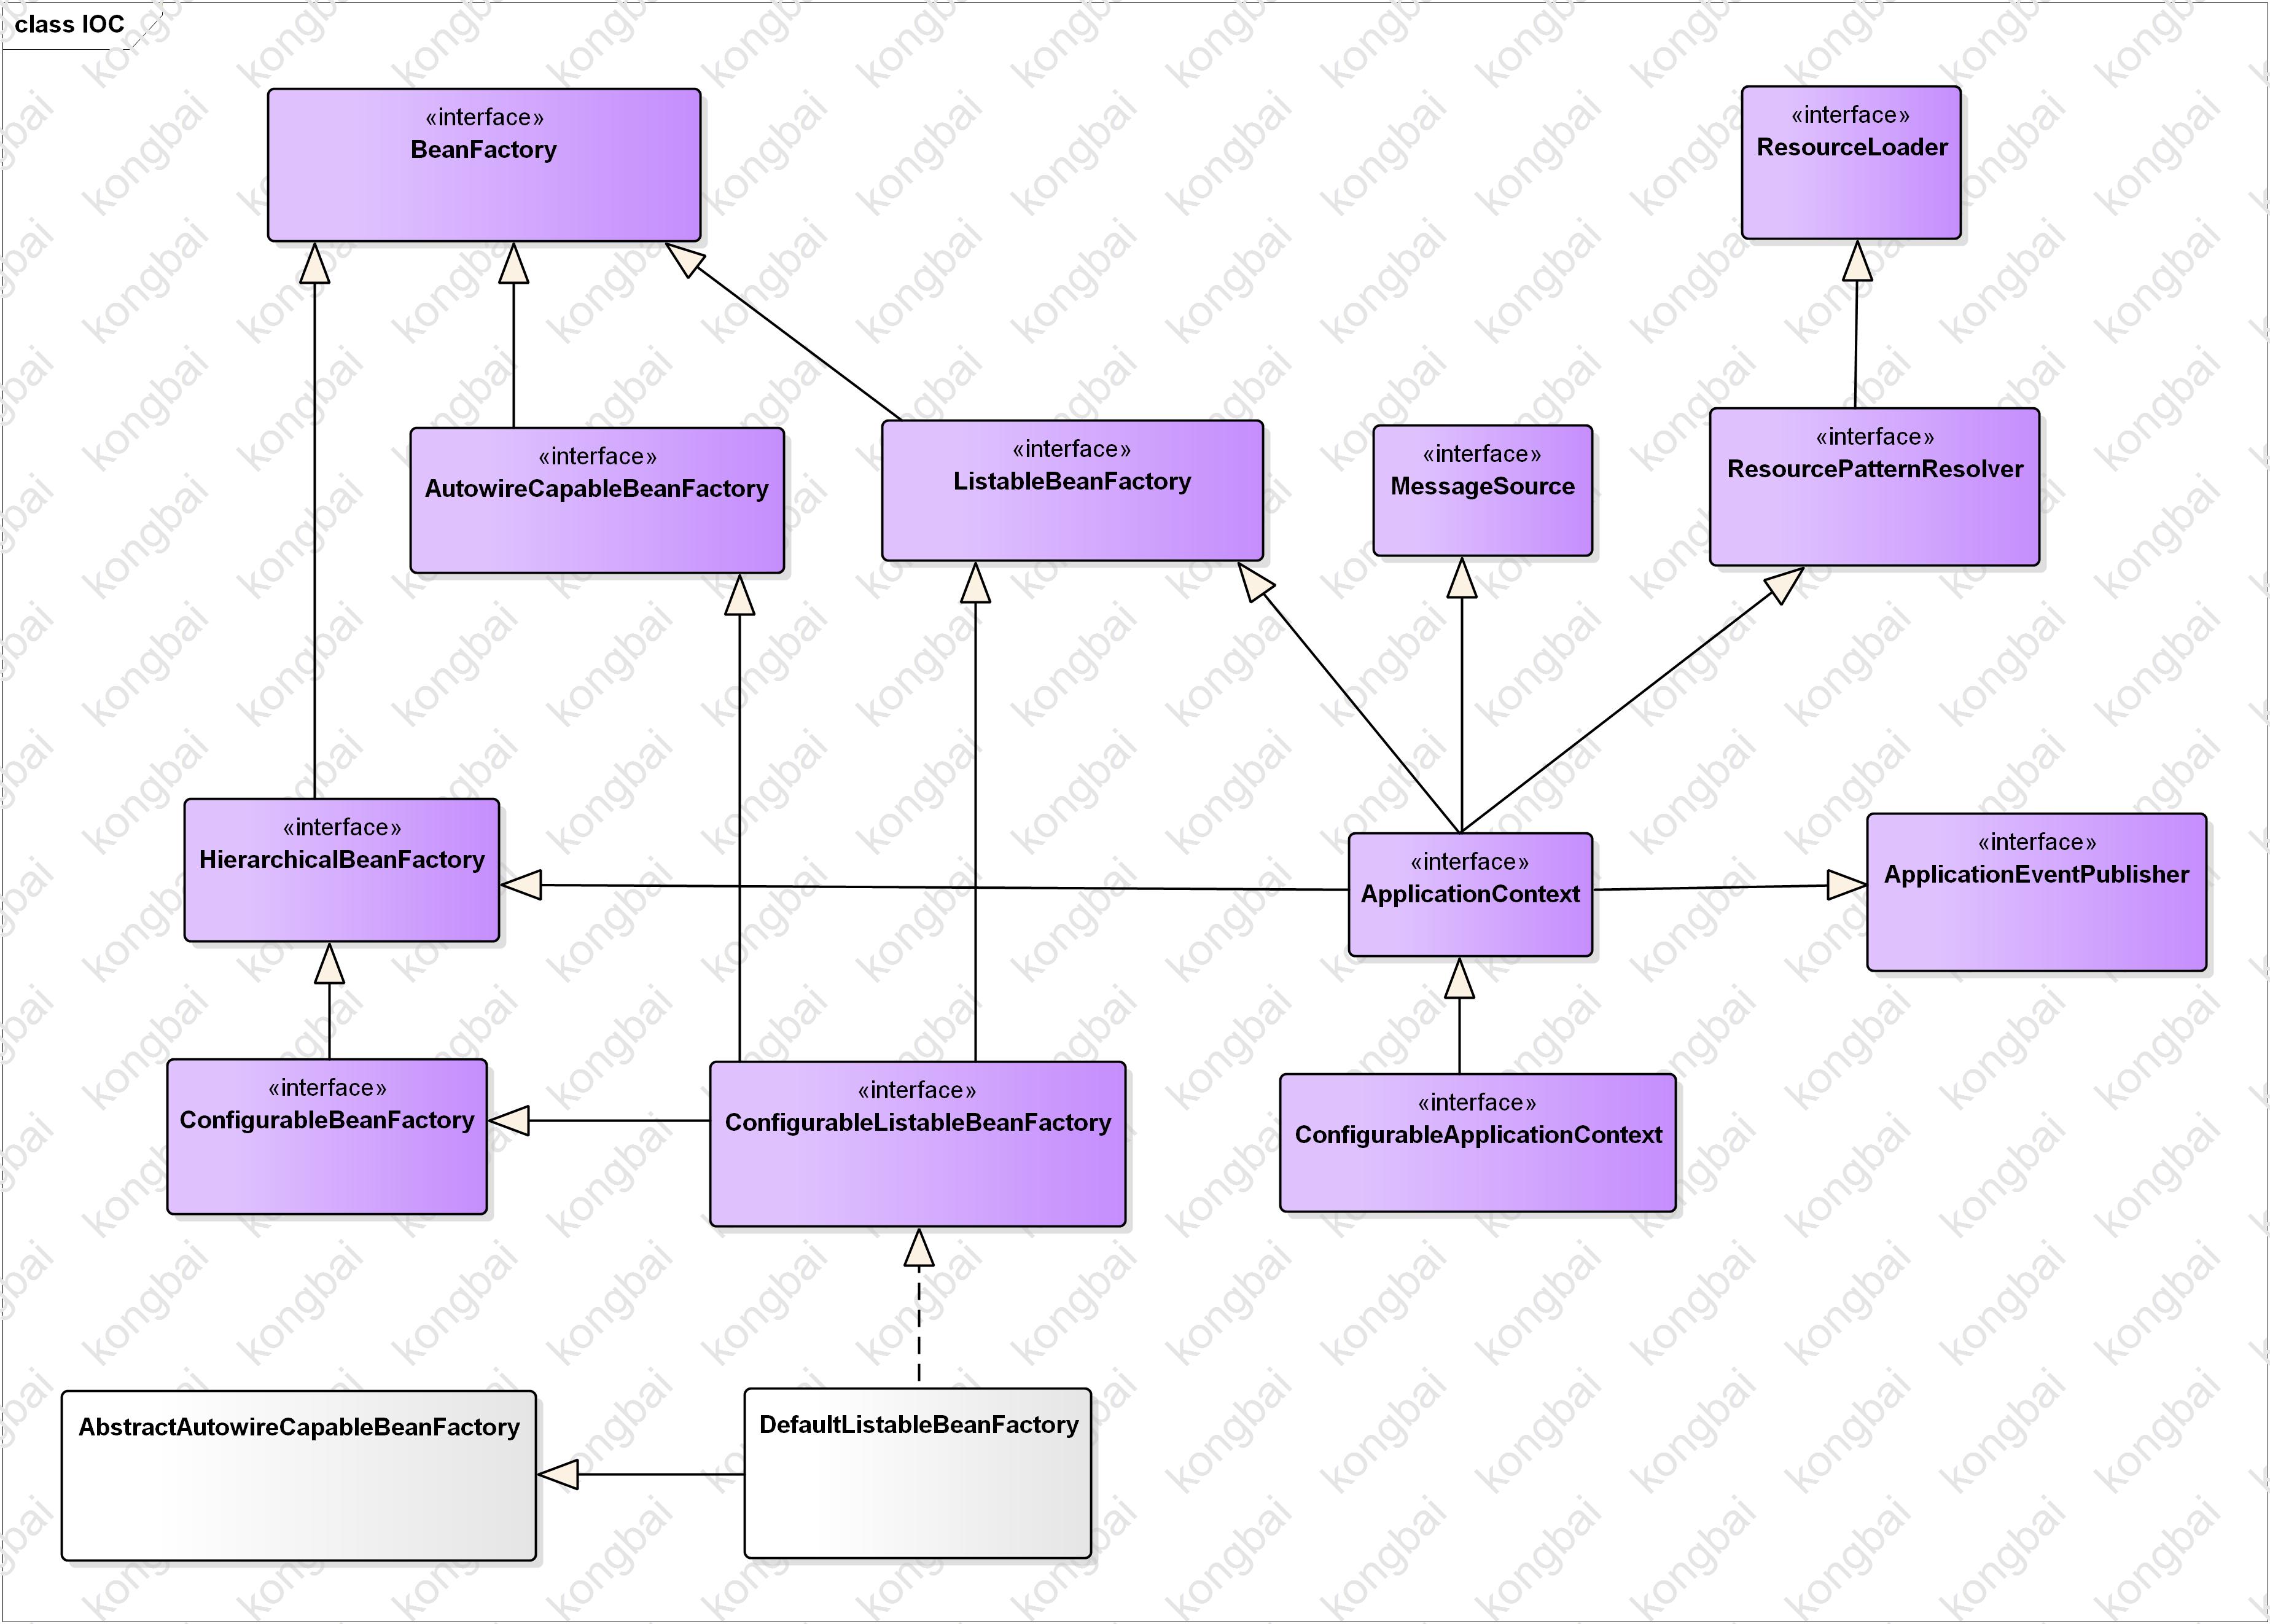 class IOC
«interface»
BeanFactory
«interface»
ResourceLoader
«interface»
AutowireCapableBeanFactory
«interface»
ListableBeanFactory
«interface»
MessageSource
«interface»
ResourcePatternResolver
«interface»
HierarchicalBeanFactory
«interface»
ApplicationContext
«interface»
ApplicationEventPublisher
«interface»
ConfigurableBeanFactory
«interface»
ConfigurableListableBeanFactory
«interface»
ConfigurableApplicationContext
AbstractAutowireCapableBeanFactory
DefaultListableBeanFactory
kongbai